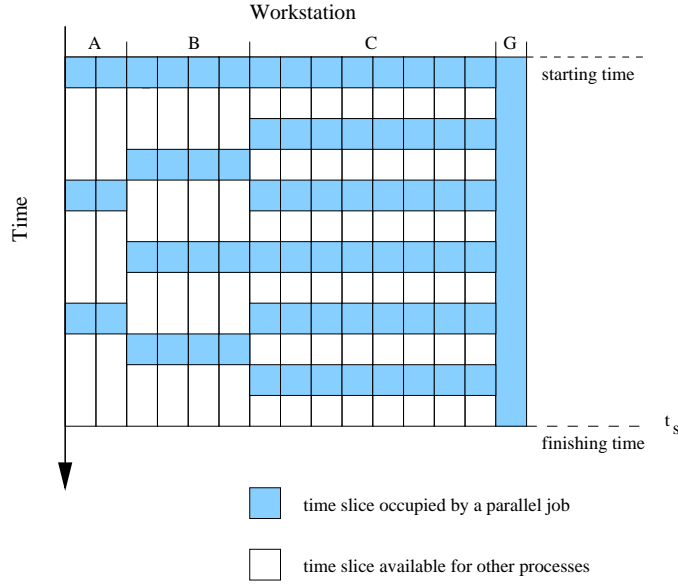 Workstation
A B C G
starting time
Time
t s
finishing time
time slice occupied by a parallel job
time slice available for other processes